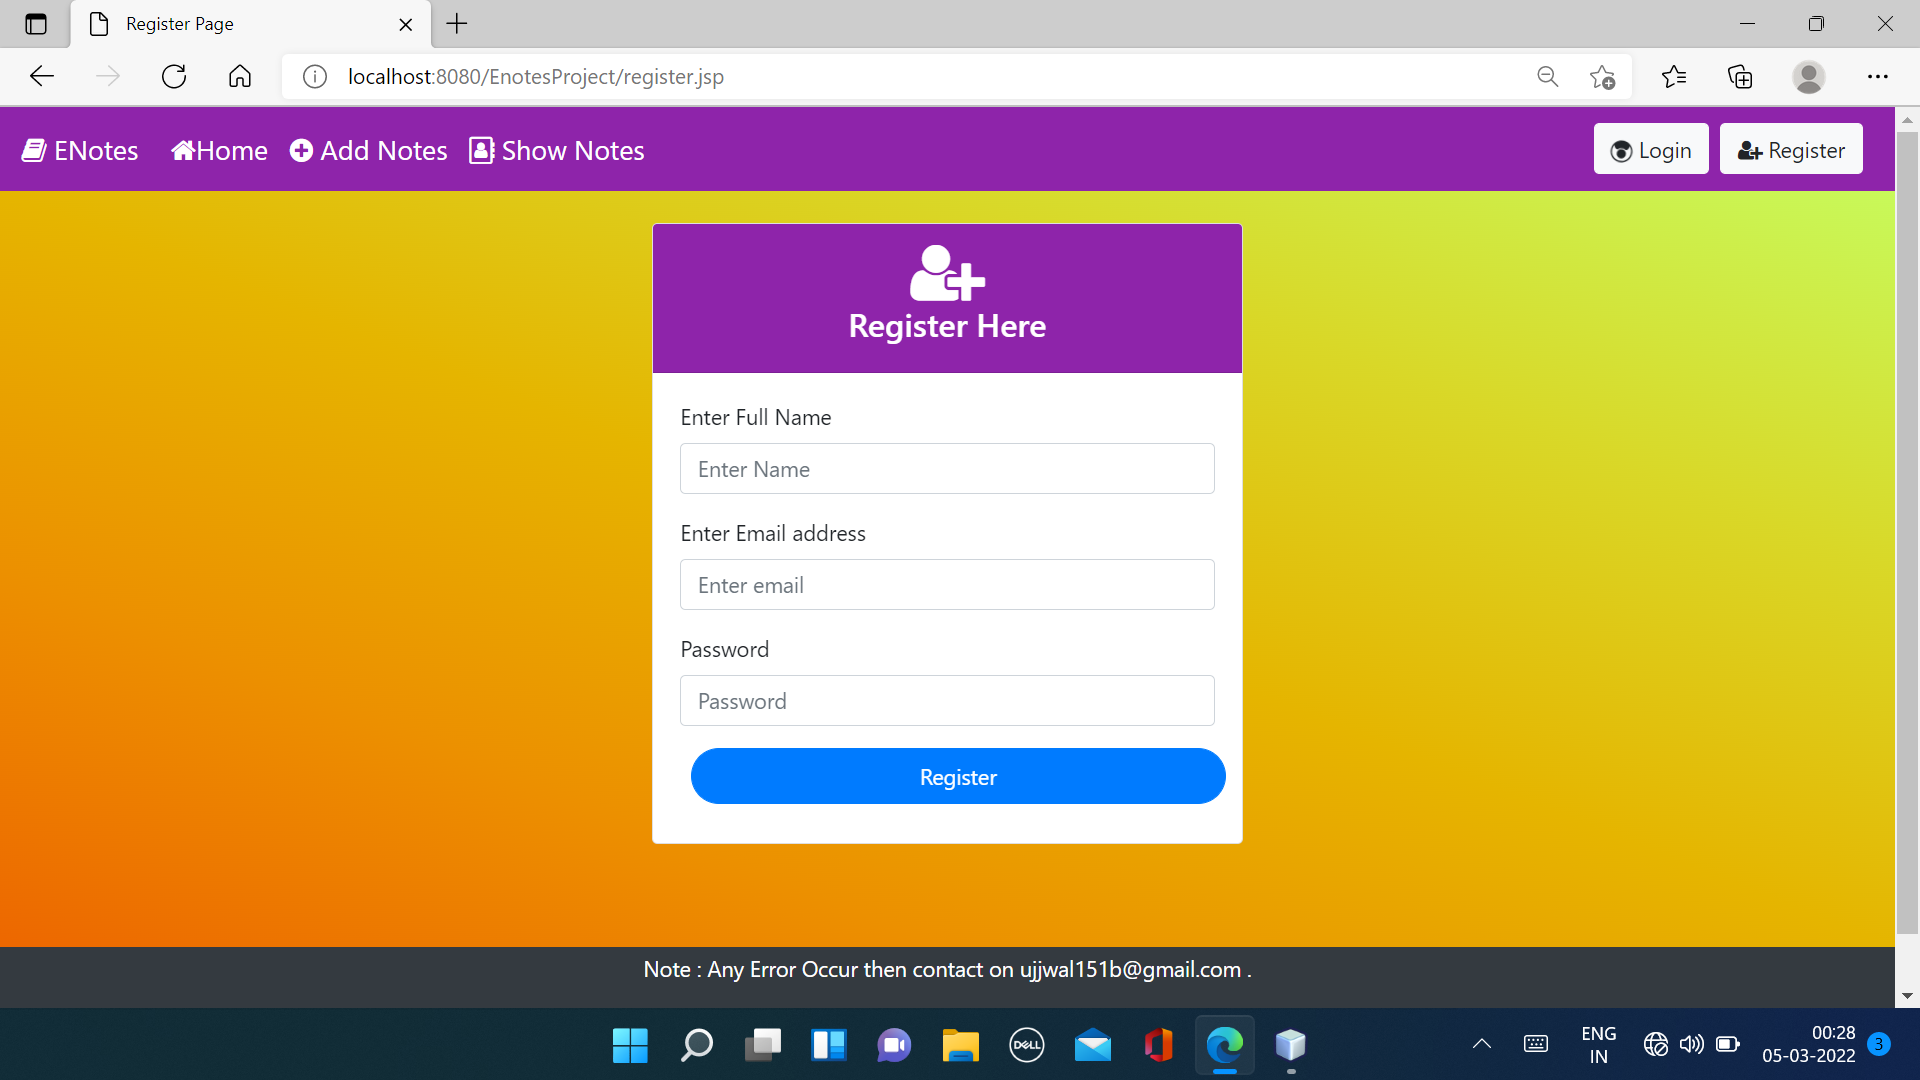 Register Page
localhost:8080/EnotesProject/register.jsp
ENotes Home Add Notes Show Notes Login Register
Register Here
Enter Full Name
Enter Name
Enter Email address
Enter email
Password
Password
Register
Note : Any Error Occur then contact on ujjwal151b@gmail.com .
DELL
ENG
IN
00:28
05-03-2022
3